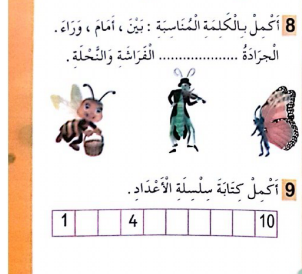 8 أَكْمِلْ بِالْكَلِمَةِ الْمُنَاسِبَةِ : بَيْنَ ، أَمَامَ ، وَرَاءَ .
الْجَرَادَةُ ................... الْفَرَاشَةِ وَالنَّحْلَةِ .
9 أَكْمِلْ كِتَابَةَ سِلْسِلَةِ الْأَعْدَادِ .
1 4 10